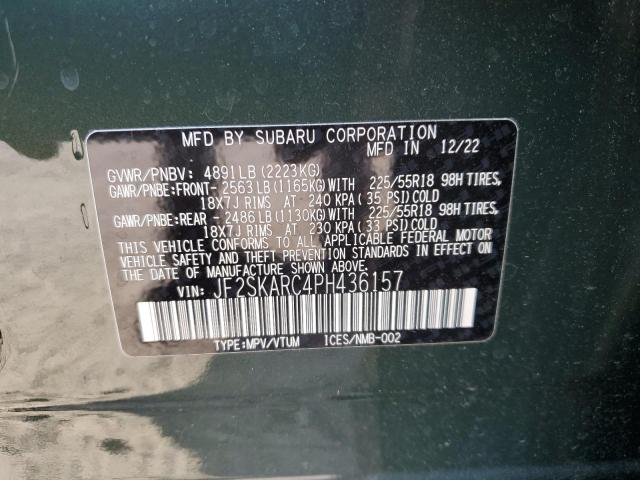 MFD BY SUBARU CORPORATION
MFD IN 12/22
GVWR/PNBV: 4891LB (2223KG)
GAWR/PNBE:FRONT- 2563LB (1165KG)WITH 225/55R18 98H TIRES,
18X7J RIMS AT 240 KPA (35 PSI)COLD
GAWR/PNBE:REAR - 2486LB (1130KG)WITH 225/55R18 98H TIRES,
18X7J RIMS AT 230 KPA (33 PSI)COLD
THIS VEHICLE CONFORMS TO ALL APPLICABLE FEDERAL MOTOR
VEHICLE SAFETY AND THEFT PREVENTION STANDARDS IN EFFECT ON
THE DATE OF MANUFACTURE SHOWN ABOVE.
VIN: JF2SKARC4PH436157
TYPE:MPV/VTUM ICES/NMB-002